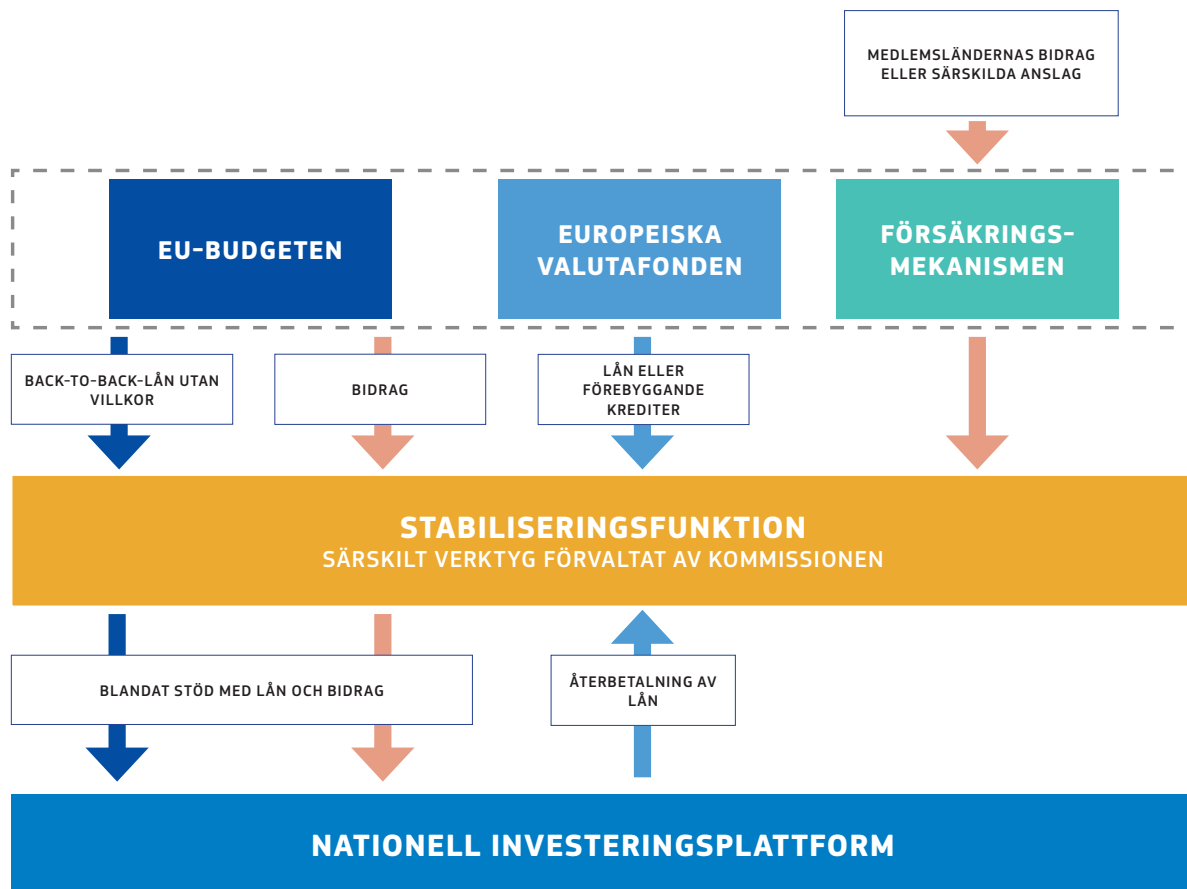 MEDLEMSLÄNDERNAS BIDRAG
ELLER SÄRSKILDA ANSLAG
EU-BUDGETEN
EUROPEISKA
VALUTAFONDEN
FÖRSÄKRINGS-
MEKANISMEN
BACK-TO-BACK-LÅN UTAN
VILLKOR
BIDRAG
LÅN ELLER
FÖREBYGGANDE
KREDITER
STABILISERINGSFUNKTION
SÄRSKILT VERKTYG FÖRVALTAT AV KOMMISSIONEN
BLANDAT STÖD MED LÅN OCH BIDRAG
ÅTERBETALNING AV
LÅN
NATIONELL INVESTERINGSPLATTFORM